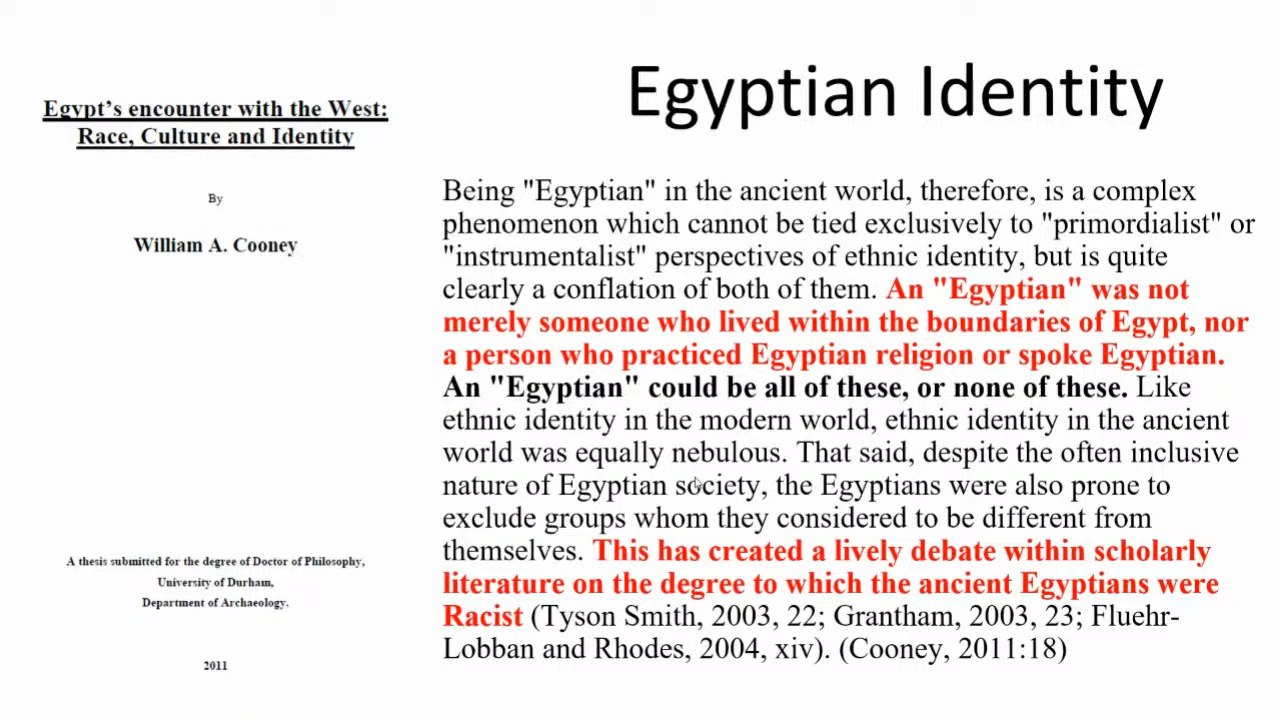 Egypt's encounter with the West:
Race, Culture and Identity
By
William A. Cooney
A thesis submitted for the degree of Doctor of Philosophy,
University of Durham,
Department of Archaeology.
2011
Egyptian Identity
Being "Egyptian" in the ancient world, therefore, is a complex
phenomenon which cannot be tied exclusively to "primordialist" or
"instrumentalist" perspectives of ethnic identity, but is quite
clearly a conflation of both of them. An "Egyptian" was not
merely someone who lived within the boundaries of Egypt, nor
a person who practiced Egyptian religion or spoke Egyptian.
An "Egyptian" could be all of these, or none of these. Like
ethnic identity in the modern world, ethnic identity in the ancient
world was equally nebulous. That said, despite the often inclusive
nature of Egyptian society, the Egyptians were also prone to
exclude groups whom they considered to be different from
themselves. This has created a lively debate within scholarly
literature on the degree to which the ancient Egyptians were
Racist (Tyson Smith, 2003, 22; Grantham, 2003, 23; Fluehr-
Lobban and Rhodes, 2004, xiv). (Cooney, 2011:18)